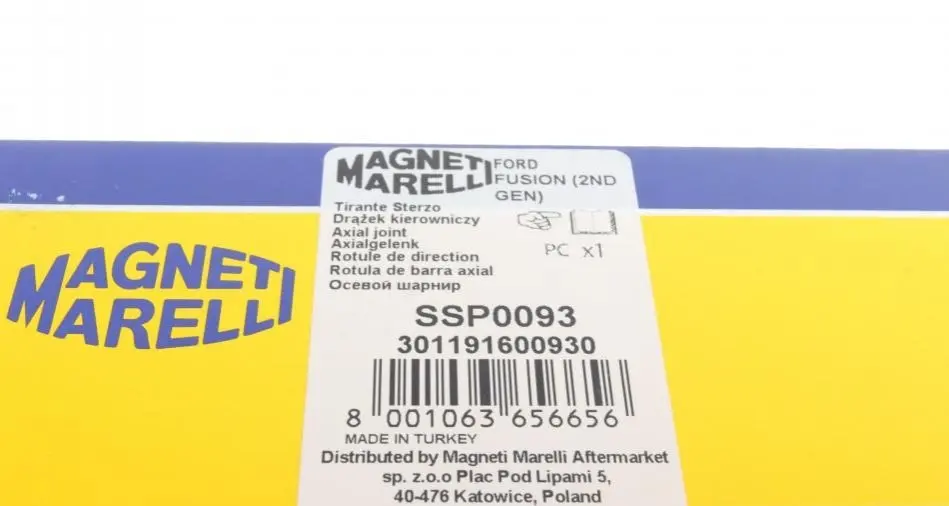 MAGNETI
MARELLI
MAGNETI
MARELLI
FORD
FUSION (2ND
GEN)
Tirante Sterzo
Drążek kierowniczy
Axial joint
Axialgelenk
Rotule de direction
Rotula de barra axial
Осевой шарнир
PC x1
SSP0093
301191600930
8 001063 656656
MADE IN TURKEY
Distributed by Magneti Marelli Aftermarket
sp. z.o.o Plac Pod Lipami 5,
40-476 Katowice, Poland